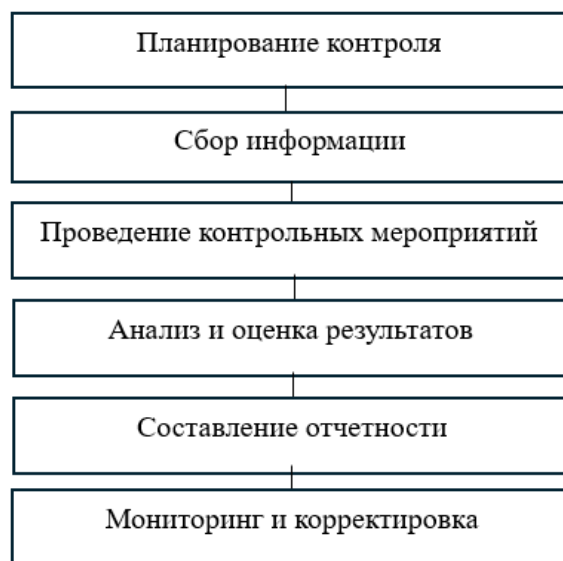 Планирование контроля
Сбор информации
Проведение контрольных мероприятий
Анализ и оценка результатов
Составление отчетности
Мониторинг и корректировка